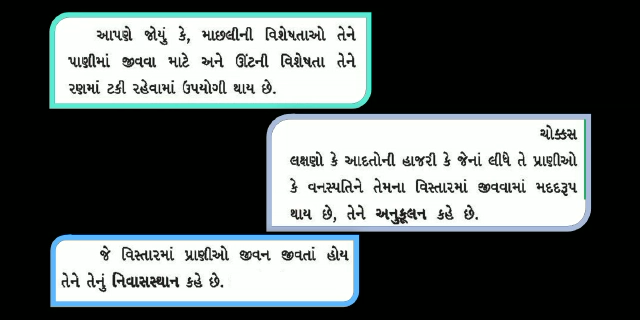 આપણે જોયું કે, માછલીની વિશેષતાઓ તેને
પાણીમાં જીવવા માટે અને ઊંટની વિશેષતા તેને
રણમાં ટકી રહેવામાં ઉપયોગી થાય છે.
ચોક્કસ
લક્ષણો કે આદતોની હાજરી કે જેનાં લીધે તે પ્રાણીઓ
કે વનસ્પતિને તેમના વિસ્તારમાં જીવવામાં મદદરૂપ
થાય છે, તેને અનુકૂલન કહે છે.
જે વિસ્તારમાં પ્રાણીઓ જીવન જીવતાં હોય
તેને તેનું નિવાસસ્થાન કહે છે.